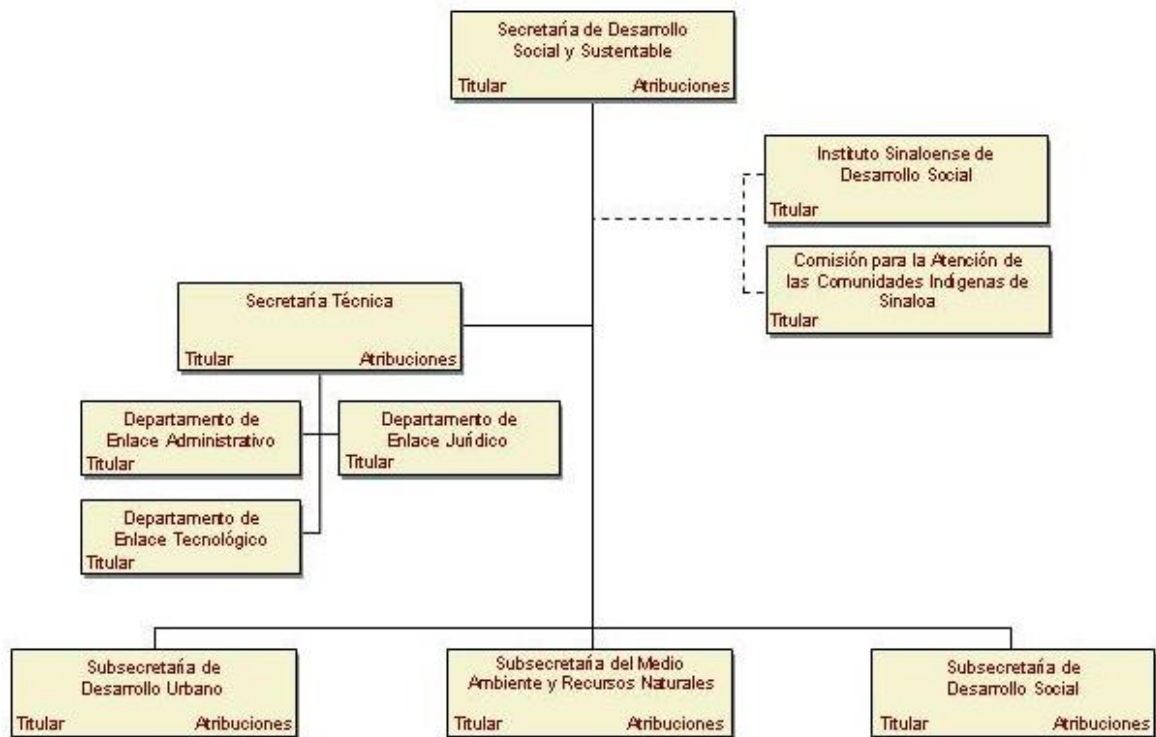 Secretaría de Desarrollo
Social y Sustentable
Titular Atribuciones
Instituto Sinaloense de
Desarrollo Social
Titular
Comisión para la Atención de
las Comunidades Indígenas de
Sinaloa
Titular
Secretaría Técnica
Titular Atribuciones
Departamento de
Enlace Administrativo
Titular
Departamento de
Enlace Jurídico
Titular
Departamento de
Enlace Tecnológico
Titular
Subsecretaría de
Desarrollo Urbano
Titular Atribuciones
Subsecretaría del Medio
Ambiente y Recursos Naturales
Titular Atribuciones
Subsecretaría de
Desarrollo Social
Titular Atribuciones